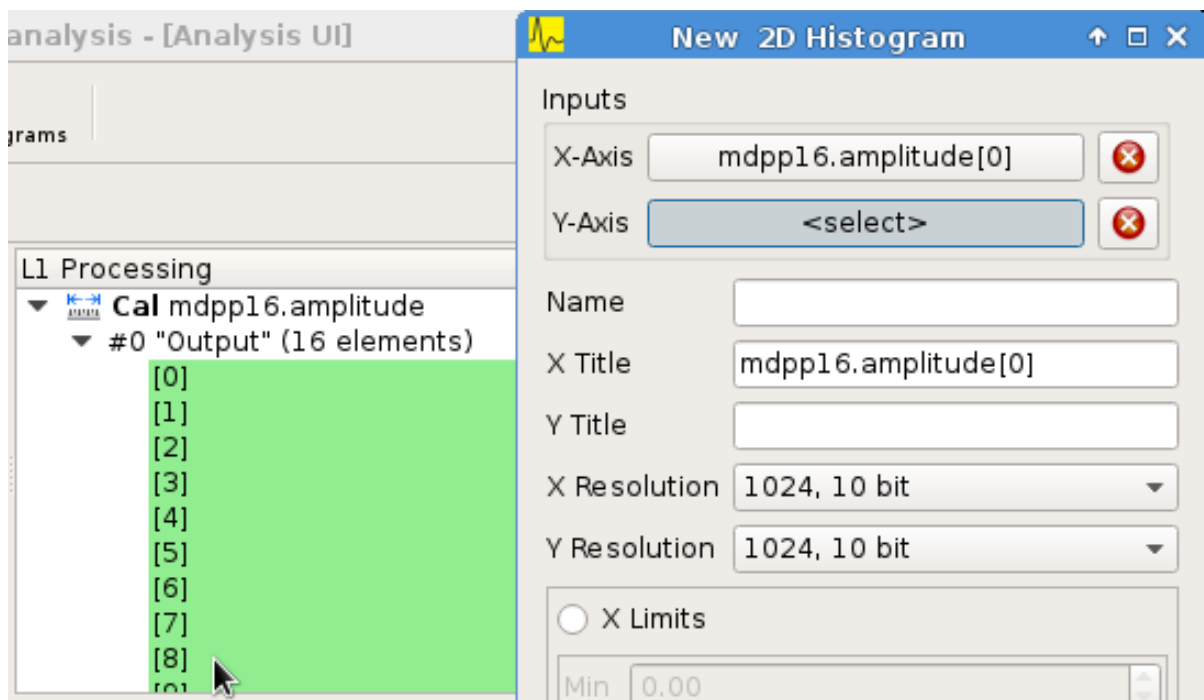 analysis - [Analysis UI]
grams
L1 Processing
Cal mdpp16.amplitude
#0 "Output" (16 elements)
[0]
[1]
[2]
[3]
[4]
[5]
[6]
[7]
[8]
[9]
New 2D Histogram
Inputs
X-Axis mdpp16.amplitude[0]
Y-Axis <select>
Name
X Title mdpp16.amplitude[0]
Y Title
X Resolution 1024, 10 bit
Y Resolution 1024, 10 bit
X Limits
Min 0.00